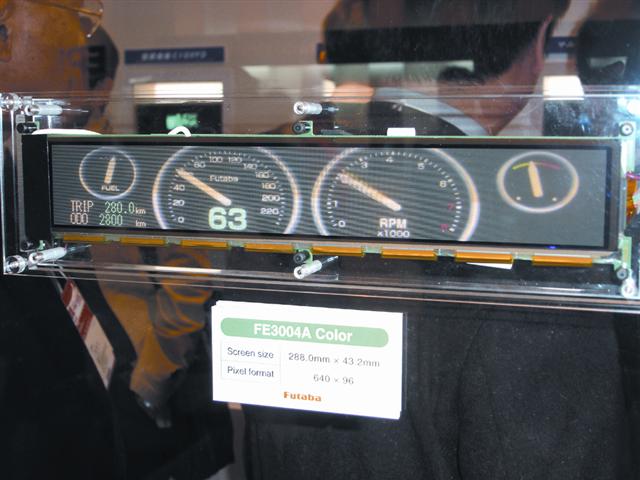 FUEL
TRIP 280.0 km
ODO 2800 km
0 20 40 60 80 100 120 140 160 180 200 220
Futaba
63
0 1 2 3 4 5 6 7 8
RPM
x1000
FE3004A Color
Screen size 288.0mm × 43.2mm
Pixel format 640 × 96
Futaba